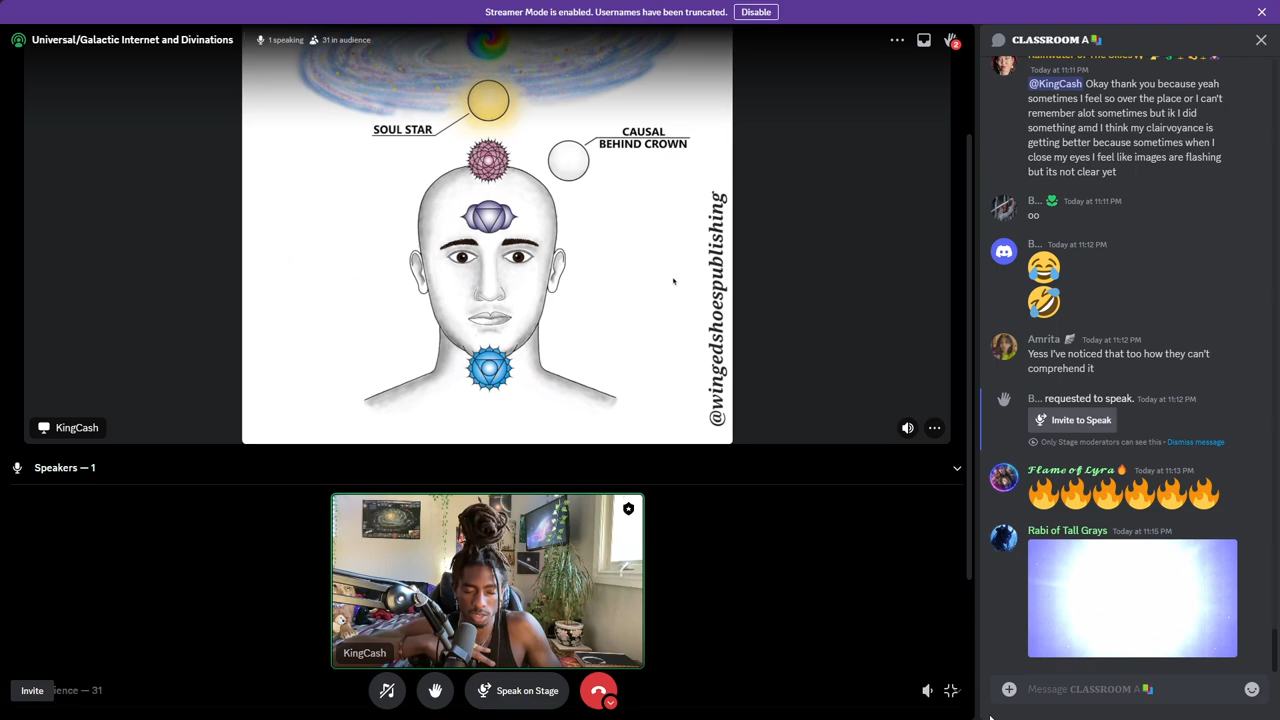 Streamer Mode is enabled. Usernames have been truncated.
Disable
Universal/Galactic Internet and Divinations
1 speaking
31 in audience
2
SOUL STAR
CAUSAL
BEHIND CROWN
@wingedshoespublishing
KingCash
Speakers — 1
KingCash
Invite
ience — 31
Speak on Stage
CLASSROOM A
Today at 11:11 PM
@KingCash Okay thank you because yeah
sometimes I feel so over the place or I can't
remember alot sometimes but ik I did
something amd I think my clairvoyance is
getting better because sometimes when I
close my eyes I feel like images are flashing
but its not clear yet
B... Today at 11:11 PM
oo
B... Today at 11:12 PM
Amrita Today at 11:12 PM
Yess I've noticed that too how they can't
comprehend it
B... requested to speak. Today at 11:12 PM
Invite to Speak
Only Stage moderators can see this • Dismiss message
𝓕𝓵𝓪𝓶𝓮 𝓸𝓯 𝓛𝔂𝓻𝓪 Today at 11:13 PM
Rabi of Tall Grays Today at 11:15 PM
Message CLASSROOM A